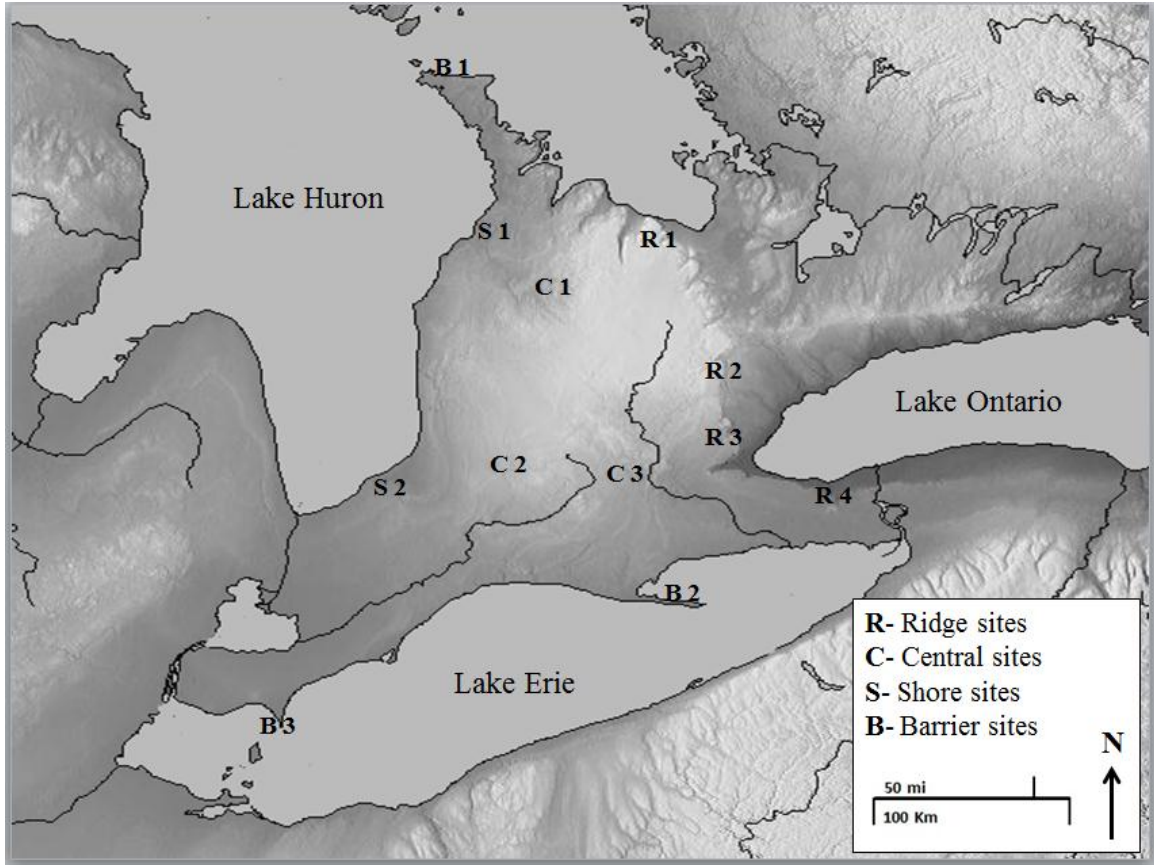 B 1
Lake Huron
S 1
R 1
C 1
R 2
Lake Ontario
R 3
C 2
C 3
S 2
R 4
B 2
Lake Erie
B 3
R- Ridge sites
C- Central sites
S- Shore sites
B- Barrier sites
N
50 mi
100 Km